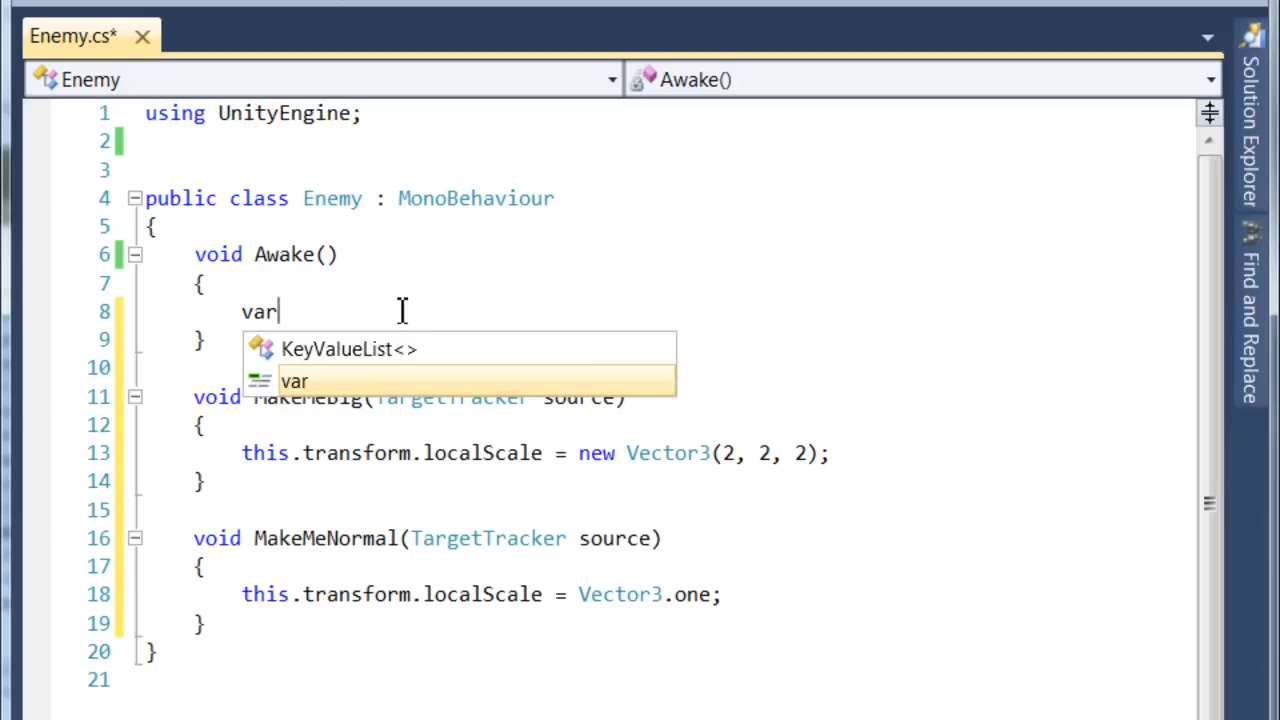 Enemy.cs*
Enemy
Awake()
1 using UnityEngine;
2
3
4 public class Enemy : MonoBehaviour
5 {
6 void Awake()
7 {
8 var
9 }
KeyValueList<>
var
10
11 void MakeMeBig(TargetTracker source)
12 {
13 this.transform.localScale = new Vector3(2, 2, 2);
14 }
15
16 void MakeMeNormal(TargetTracker source)
17 {
18 this.transform.localScale = Vector3.one;
19 }
20 }
21
Solution Explorer
Find and Replace